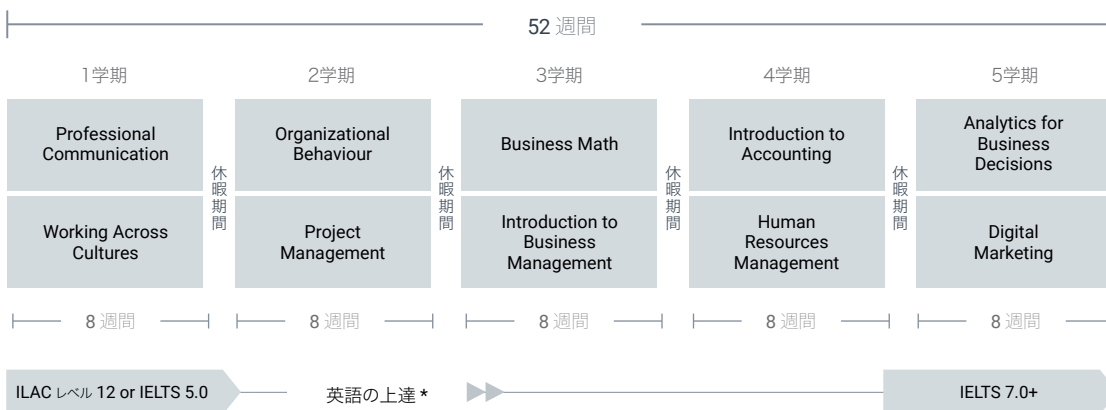 52 週間
1学期
2学期
3学期
4学期
5学期
Professional
Communication
Organizational
Behaviour
Business Math
Introduction to
Accounting
Analytics for
Business
Decisions
休暇期間
休暇期間
休暇期間
休暇期間
Working Across
Cultures
Project
Management
Introduction to
Business
Management
Human
Resources
Management
Digital
Marketing
8 週間
8 週間
8 週間
8 週間
8 週間
ILAC レベル 12 or IELTS 5.0
英語の上達 *
IELTS 7.0+